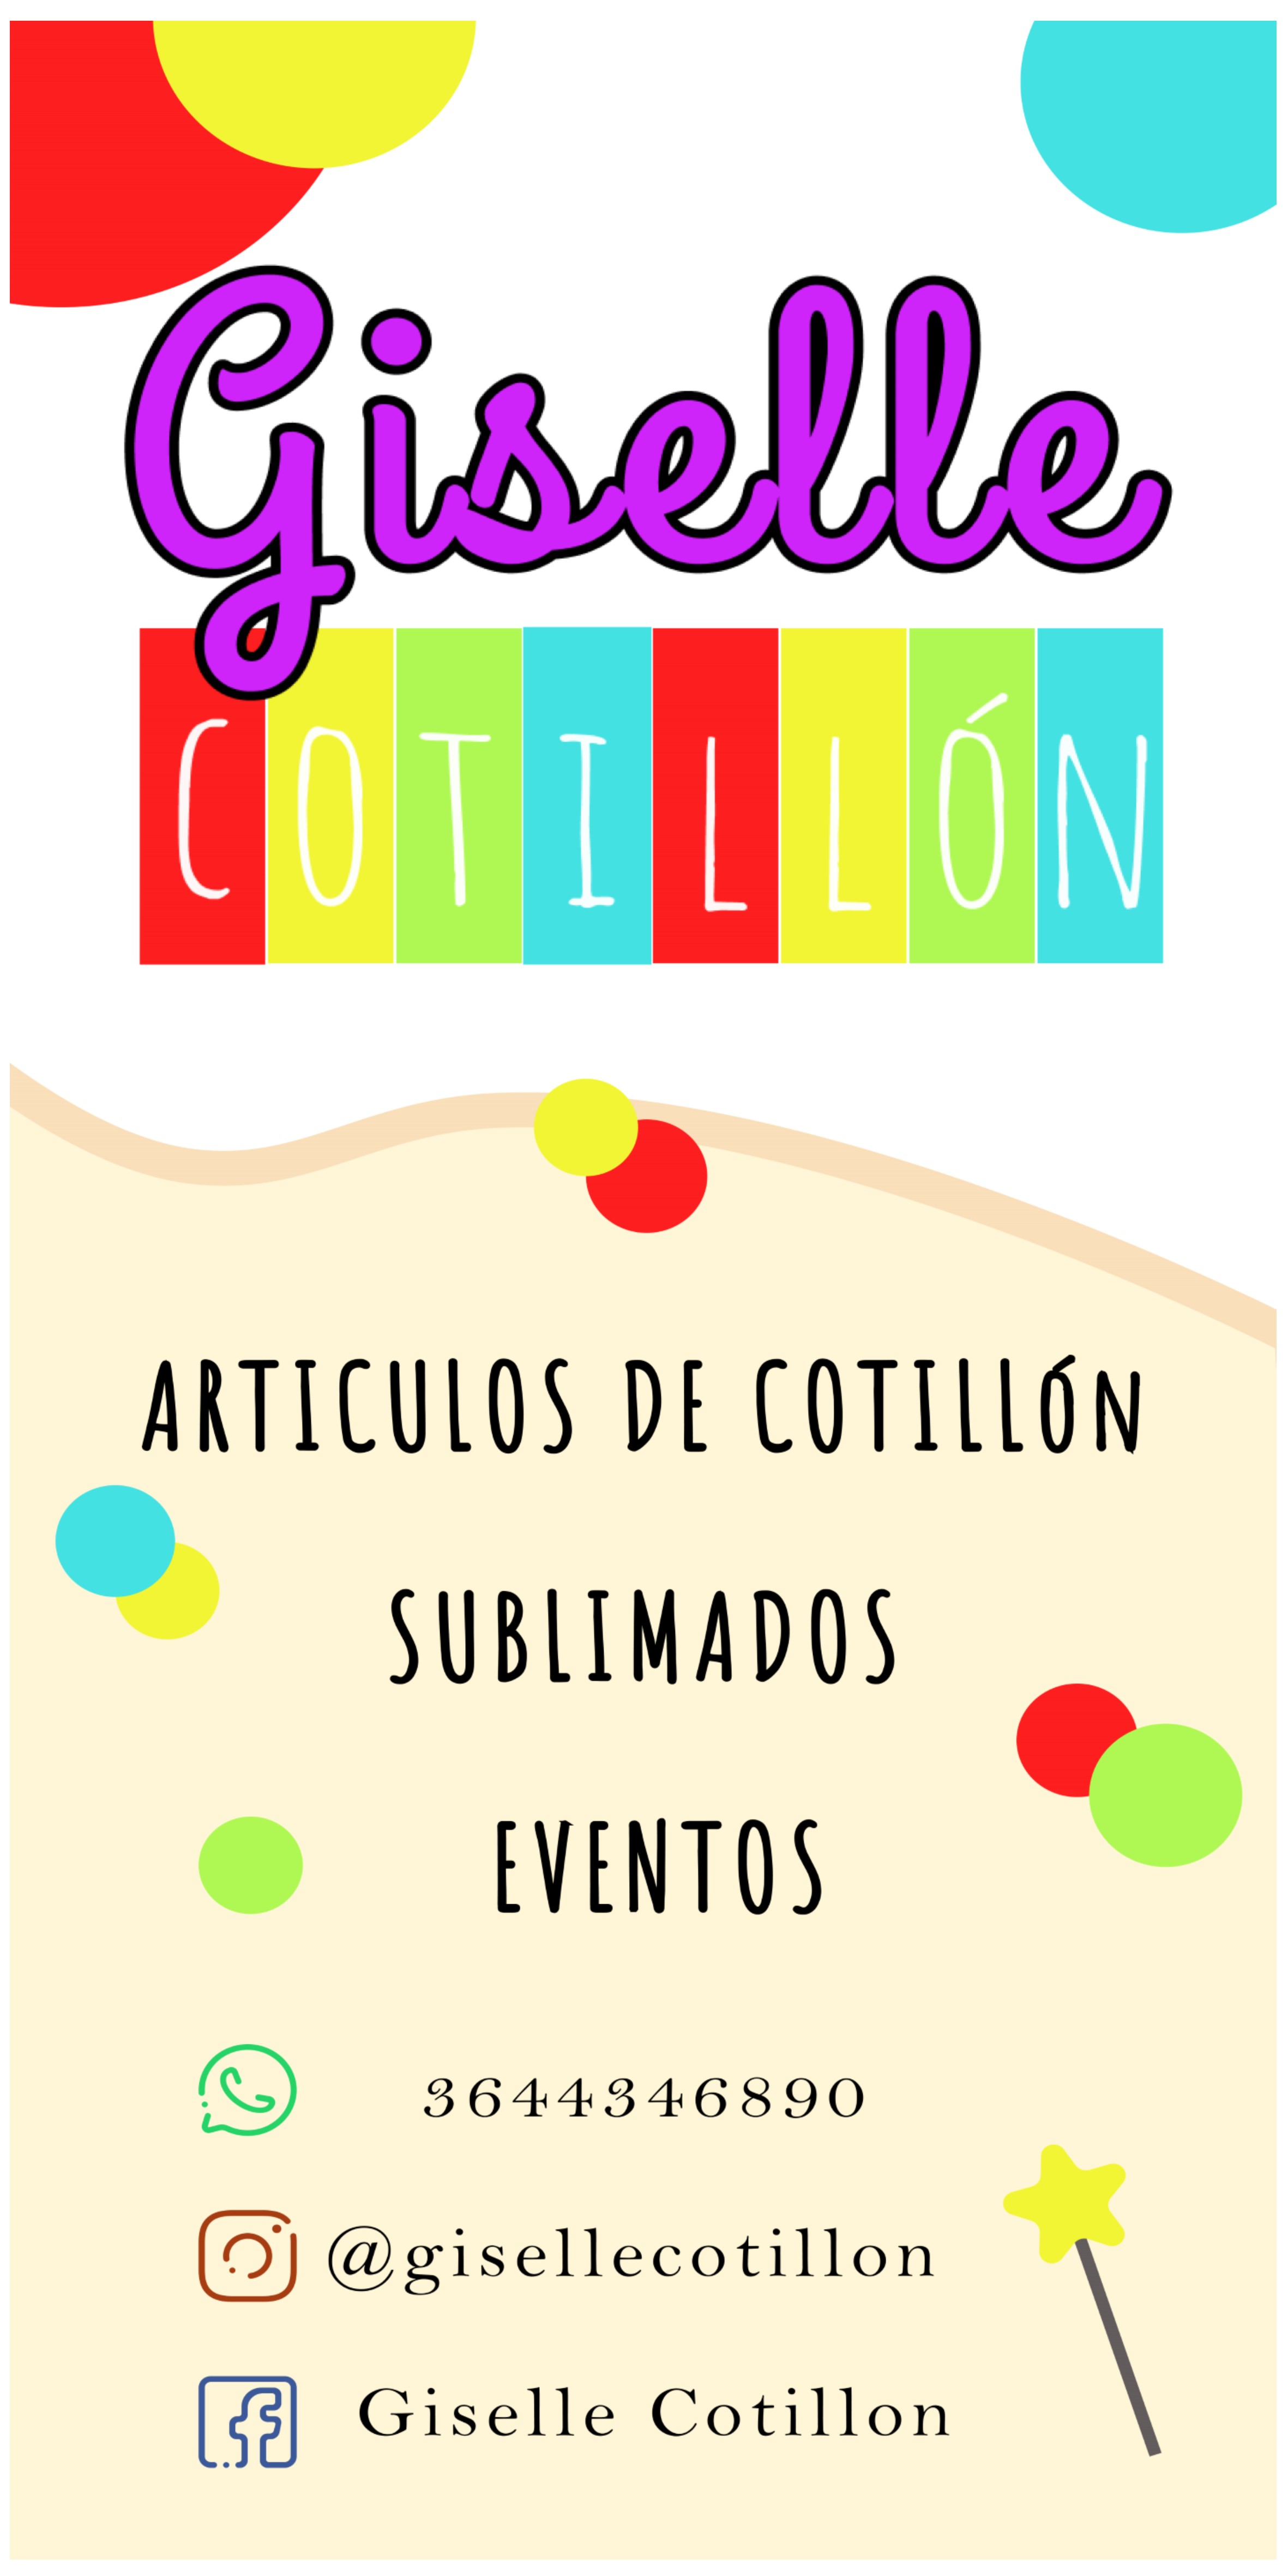 Giselle
COTILLÓN
ARTICULOS DE COTILLÓN
SUBLIMADOS
EVENTOS
3644346890
@gisellecotillon
Giselle Cotillon